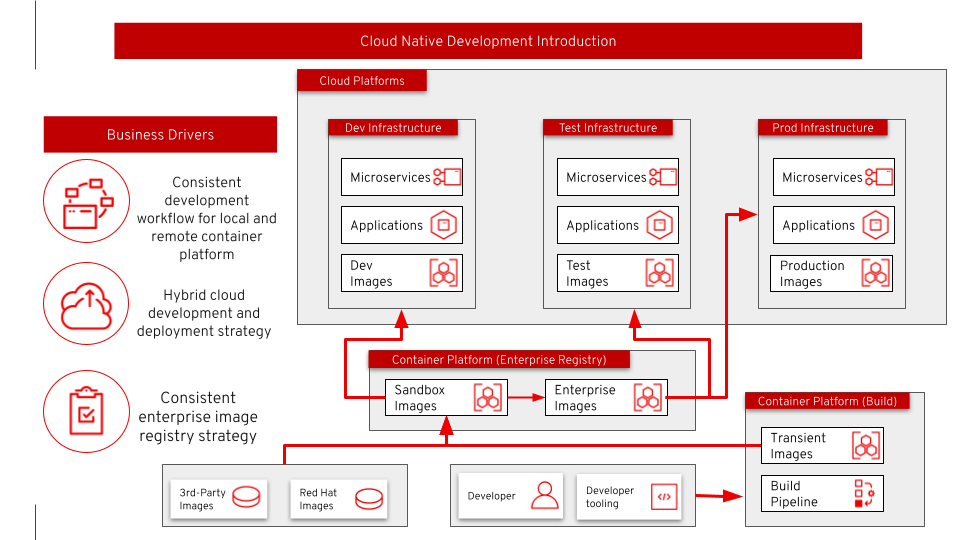 Cloud Native Development Introduction
Cloud Platforms
Business Drivers
Consistent
development
workflow for local and
remote container
platform
Hybrid cloud
development and
deployment strategy
Consistent
enterprise image
registry strategy
Dev Infrastructure
Microservices
Applications
Dev
Images
Test Infrastructure
Microservices
Applications
Test
Images
Prod Infrastructure
Microservices
Applications
Production
Images
Container Platform (Enterprise Registry)
Sandbox
Images
Enterprise
Images
Container Platform (Build)
Transient
Images
Build
Pipeline
3rd-Party
Images
Red Hat
Images
Developer
Developer
tooling